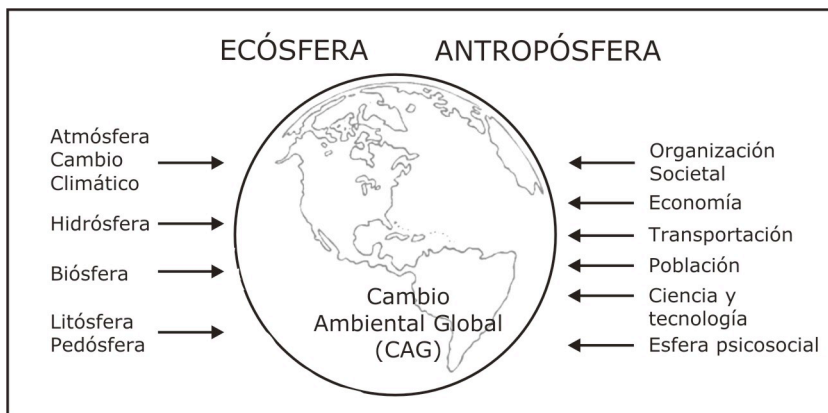 ECÓSFERA
ANTROPÓSFERA
Atmósfera
Cambio
Climático
Hidrósfera
Biósfera
Litósfera
Pedósfera
Cambio
Ambiental Global
(CAG)
Organización
Societal
Economía
Transportación
Población
Ciencia y
tecnología
Esfera psicosocial